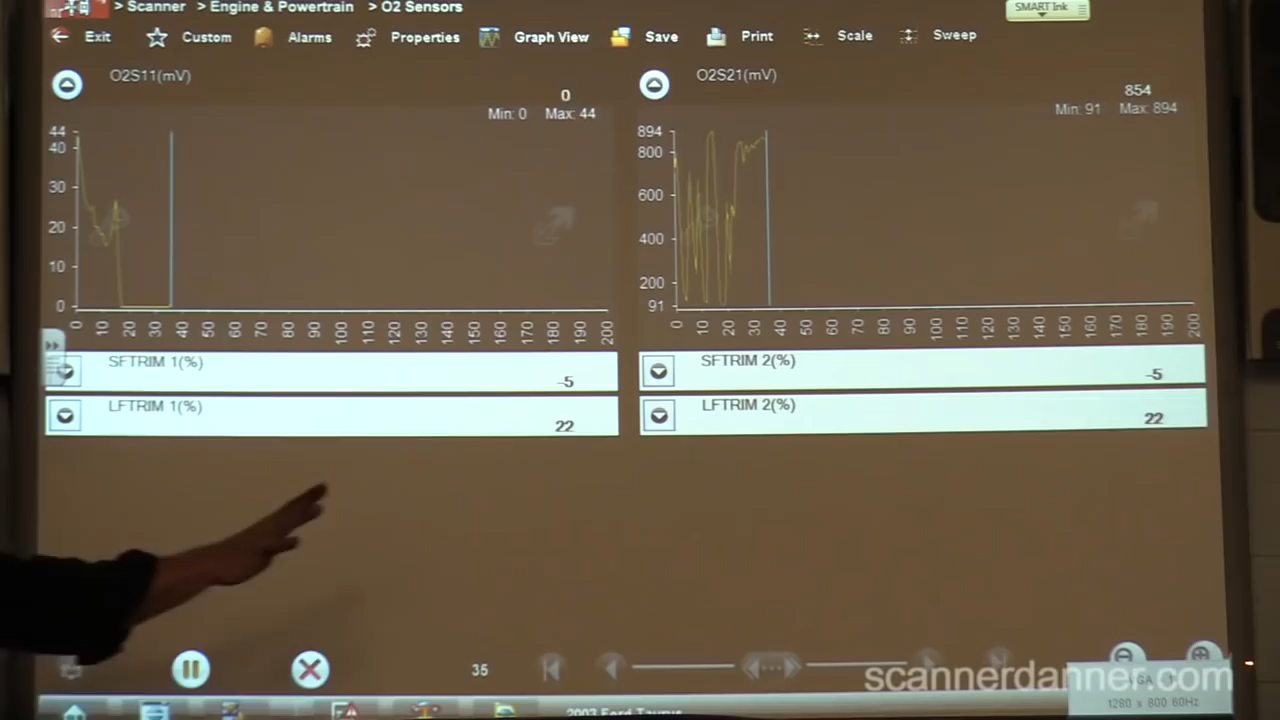 > Scanner > Engine & Powertrain > O2 Sensors
SMART Ink
Exit Custom Alarms Properties Graph View Save Print Scale Sweep
O2S11(mV)
0
Min: 0 Max: 44
44
40
30
20
10
0
0 10 20 30 40 50 60 70 80 90 100 110 120 130 140 150 160 170 180 190 200
O2S21(mV)
854
Min: 91 Max: 894
894
800
600
400
200
91
0 10 20 30 40 50 60 70 80 90 100 110 120 130 140 150 160 170 180 190 200
SFTRIM 1(%)
-5
SFTRIM 2(%)
-5
LFTRIM 1(%)
22
LFTRIM 2(%)
22
35
scannerdanner.com
1280 x 800 60Hz
2003 Ford Taurus